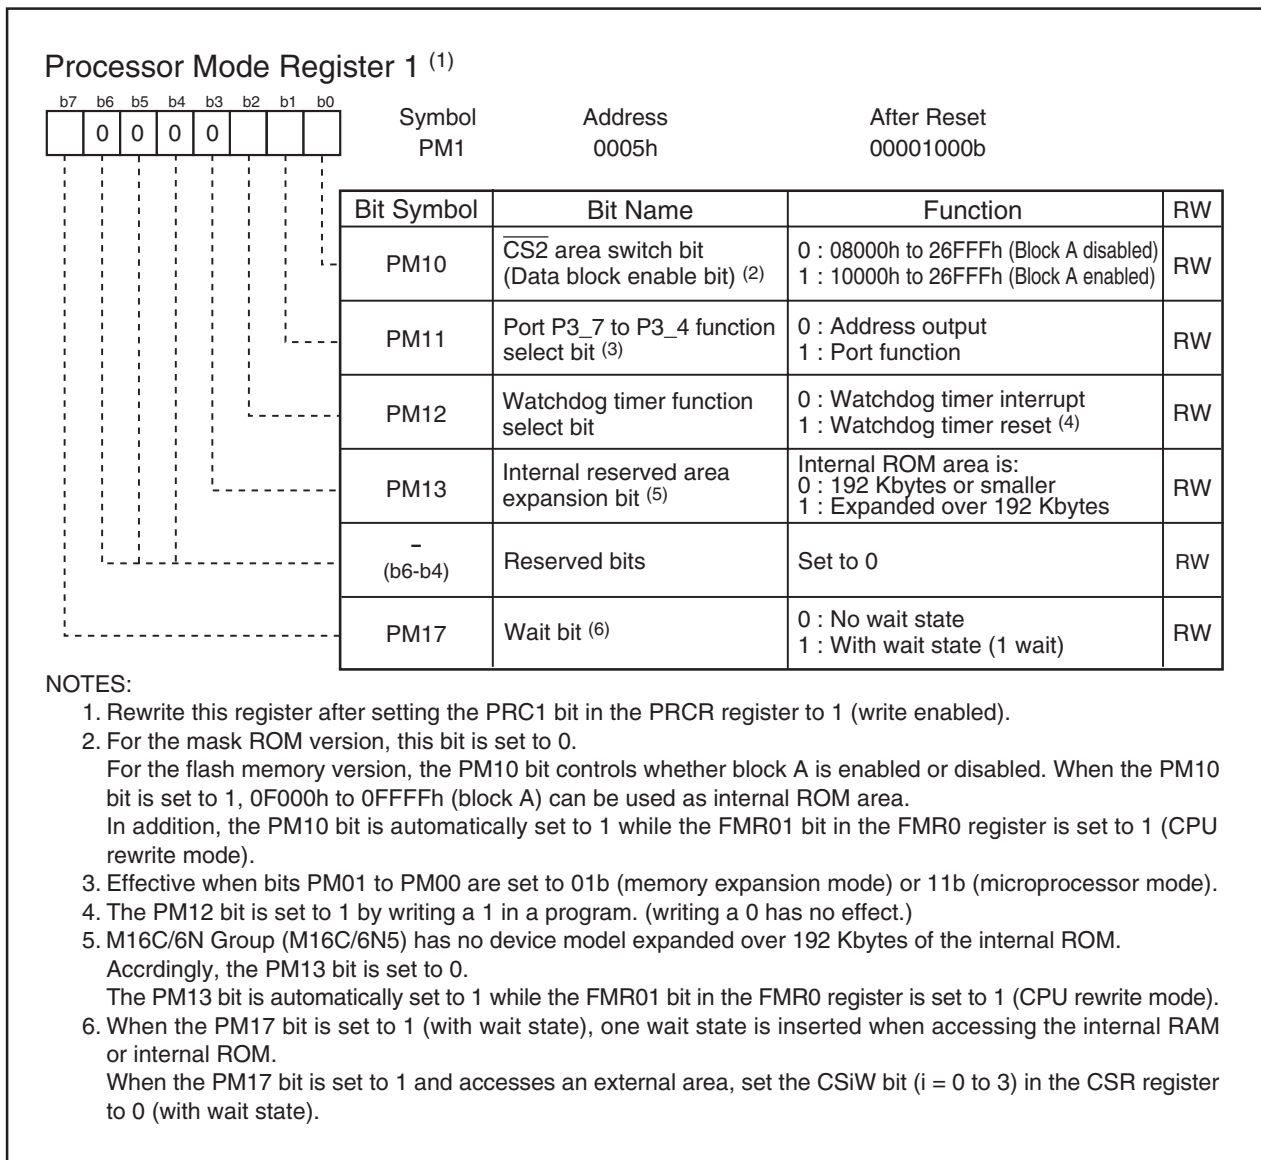 Processor Mode Register 1 (1)
b7 b6 b5 b4 b3 b2 b1 b0
0 0 0 0
Symbol Address After Reset
PM1 0005h 00001000b
Bit Symbol Bit Name Function RW
PM10 CS2 area switch bit (Data block enable bit) (2) 0 : 08000h to 26FFFh (Block A disabled) 1 : 10000h to 26FFFh (Block A enabled) RW
PM11 Port P3_7 to P3_4 function select bit (3) 0 : Address output 1 : Port function RW
PM12 Watchdog timer function select bit 0 : Watchdog timer interrupt 1 : Watchdog timer reset (4) RW
PM13 Internal reserved area expansion bit (5) Internal ROM area is: 0 : 192 Kbytes or smaller 1 : Expanded over 192 Kbytes RW
– (b6-b4) Reserved bits Set to 0 RW
PM17 Wait bit (6) 0 : No wait state 1 : With wait state (1 wait) RW
NOTES:
1. Rewrite this register after setting the PRC1 bit in the PRCR register to 1 (write enabled).
2. For the mask ROM version, this bit is set to 0.
For the flash memory version, the PM10 bit controls whether block A is enabled or disabled. When the PM10
bit is set to 1, 0F000h to 0FFFFh (block A) can be used as internal ROM area.
In addition, the PM10 bit is automatically set to 1 while the FMR01 bit in the FMR0 register is set to 1 (CPU
rewrite mode).
3. Effective when bits PM01 to PM00 are set to 01b (memory expansion mode) or 11b (microprocessor mode).
4. The PM12 bit is set to 1 by writing a 1 in a program. (writing a 0 has no effect.)
5. M16C/6N Group (M16C/6N5) has no device model expanded over 192 Kbytes of the internal ROM.
Accrdingly, the PM13 bit is set to 0.
The PM13 bit is automatically set to 1 while the FMR01 bit in the FMR0 register is set to 1 (CPU rewrite mode).
6. When the PM17 bit is set to 1 (with wait state), one wait state is inserted when accessing the internal RAM
or internal ROM.
When the PM17 bit is set to 1 and accesses an external area, set the CSiW bit (i = 0 to 3) in the CSR register
to 0 (with wait state).